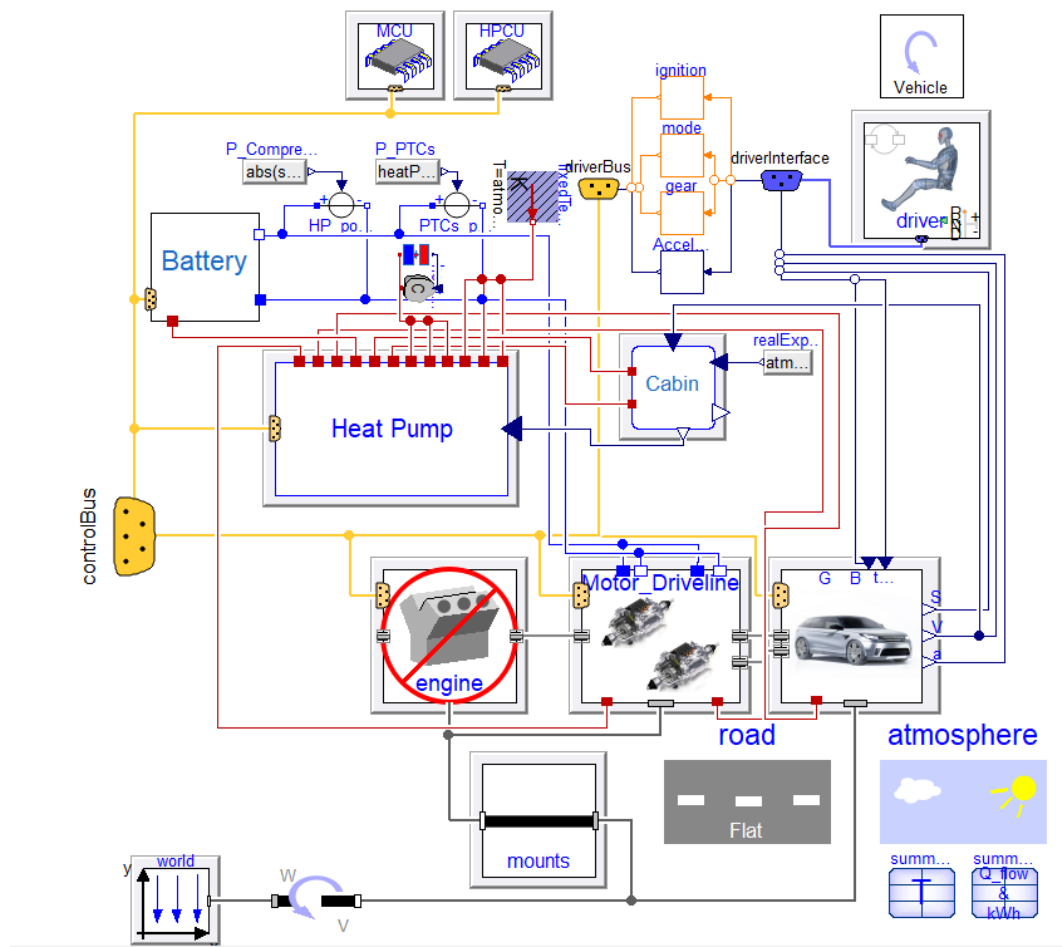 MCU
HPCU
ignition
Vehicle
mode
P_Compre...
P_PTCs
driverBus
driverInterface
abs(s...
heatP...
T=atmo...
fixedTe...
K
gear
driver
+
-
+
-
+
-
HP_po...
PTCs_p...
Accel...
Battery
C
realExp...
atm...
Cabin
Heat Pump
controlBus
Motor_Driveline
G
B
t...
S
V
a
engine
road
atmosphere
Flat
mounts
summ...
summ...
T
Q_flow
&
kWh
world
y
W
V